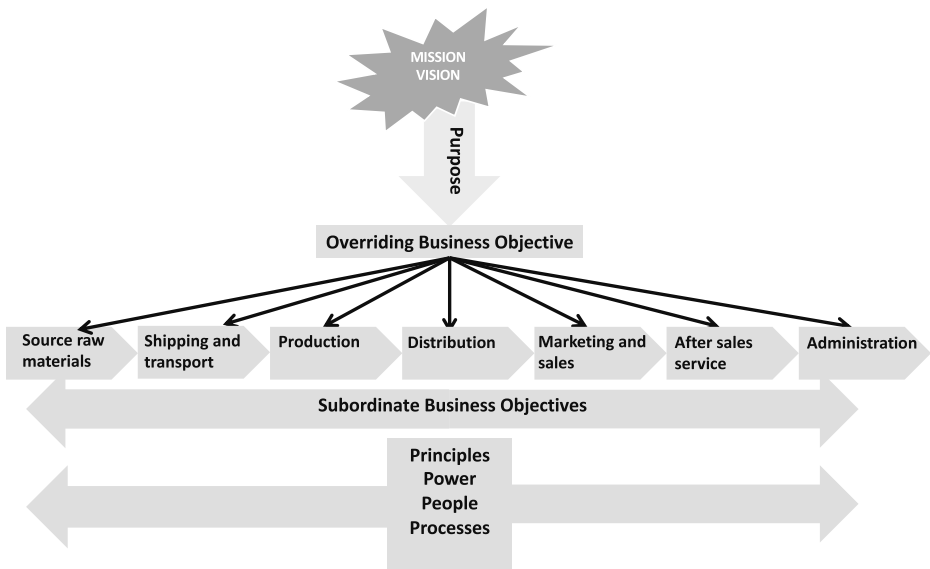 MISSION
VISION
Purpose
Overriding Business Objective
Source raw
materials
Shipping and
transport
Production
Distribution
Marketing and
sales
After sales
service
Administration
Subordinate Business Objectives
Principles
Power
People
Processes